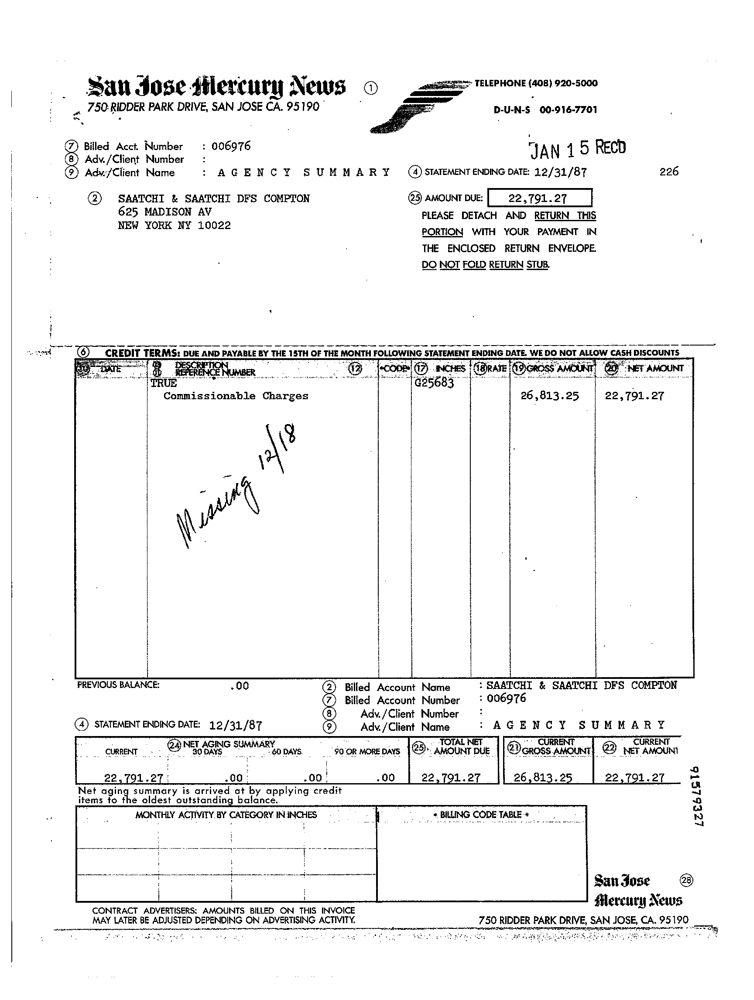 San Jose Mercury News ①
750 RIDDER PARK DRIVE, SAN JOSE CA. 95190
TELEPHONE (408) 920-5000
D-U-N-S 00-916-7701
⑦ Billed Acct. Number : 006976
⑧ Adv./Client Number :
⑨ Adv./Client Name : A G E N C Y S U M M A R Y
JAN 15 REC'D
④ STATEMENT ENDING DATE: 12/31/87 226
② SAATCHI & SAATCHI DFS COMPTON
625 MADISON AV
NEW YORK NY 10022
㉕ AMOUNT DUE: 22,791.27
PLEASE DETACH AND RETURN THIS
PORTION WITH YOUR PAYMENT IN
THE ENCLOSED RETURN ENVELOPE.
DO NOT FOLD RETURN STUB.
⑥ CREDIT TERMS: DUE AND PAYABLE BY THE 15TH OF THE MONTH FOLLOWING STATEMENT ENDING DATE. WE DO NOT ALLOW CASH DISCOUNTS
DATE DESCRIPTION REFERENCE NUMBER ⑫ *CODE* ⑰ INCHES ⑱ RATE ⑲ GROSS AMOUNT ⑳ NET AMOUNT
TRUE G25683
Commissionable Charges 26,813.25 22,791.27
Missing 12/18
PREVIOUS BALANCE: .00
② Billed Account Name : SAATCHI & SAATCHI DFS COMPTON
⑦ Billed Account Number : 006976
⑧ Adv./Client Number :
④ STATEMENT ENDING DATE: 12/31/87
⑨ Adv./Client Name : A G E N C Y S U M M A R Y
CURRENT ㉔ NET AGING SUMMARY 30 DAYS 60 DAYS 90 OR MORE DAYS ㉕ TOTAL NET AMOUNT DUE ㉑ CURRENT GROSS AMOUNT ㉒ CURRENT NET AMOUNT
22,791.27 .00 .00 .00 22,791.27 26,813.25 22,791.27
Net aging summary is arrived at by applying credit
items to the oldest outstanding balance.
91579327
MONTHLY ACTIVITY BY CATEGORY IN INCHES
* BILLING CODE TABLE *
San Jose ㉘
Mercury News
CONTRACT ADVERTISERS: AMOUNTS BILLED ON THIS INVOICE
MAY LATER BE ADJUSTED DEPENDING ON ADVERTISING ACTIVITY.
750 RIDDER PARK DRIVE, SAN JOSE, CA. 95190